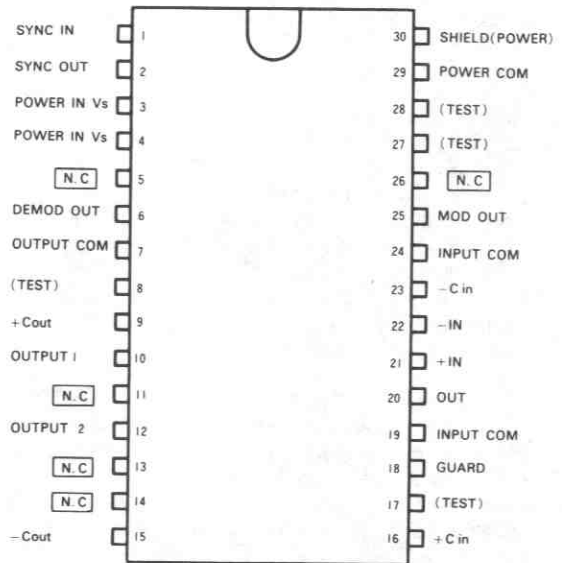 SYNC IN 1
SYNC OUT 2
POWER IN Vs 3
POWER IN Vs 4
N.C 5
DEMOD OUT 6
OUTPUT COM 7
(TEST) 8
+Cout 9
OUTPUT 1 10
N.C 11
OUTPUT 2 12
N.C 13
N.C 14
-Cout 15
30 SHIELD(POWER)
29 POWER COM
28 (TEST)
27 (TEST)
26 N.C
25 MOD OUT
24 INPUT COM
23 -C in
22 -IN
21 +IN
20 OUT
19 INPUT COM
18 GUARD
17 (TEST)
16 +C in